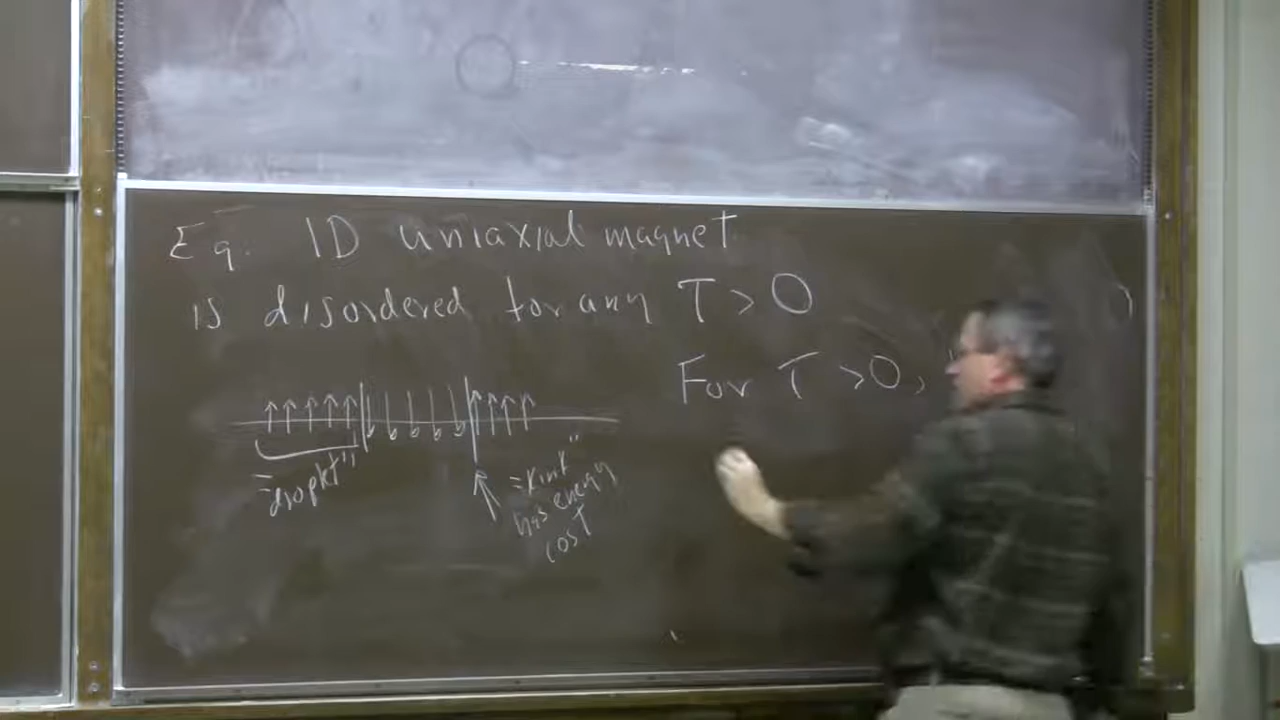 Eg. 1D uniaxial magnet
is disordered for any T > 0
For T > 0,
"droplet"
"kink"
has energy
cost